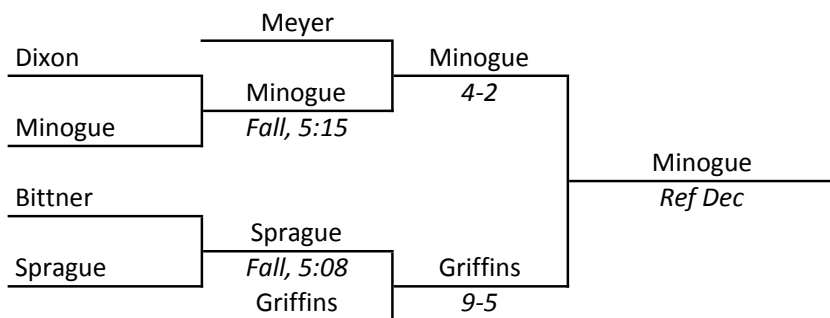 Meyer
Dixon
Minogue
Minogue
4-2
Minogue
Fall, 5:15
Minogue
Ref Dec
Bittner
Sprague
Sprague
Fall, 5:08
Griffins
Griffins
9-5